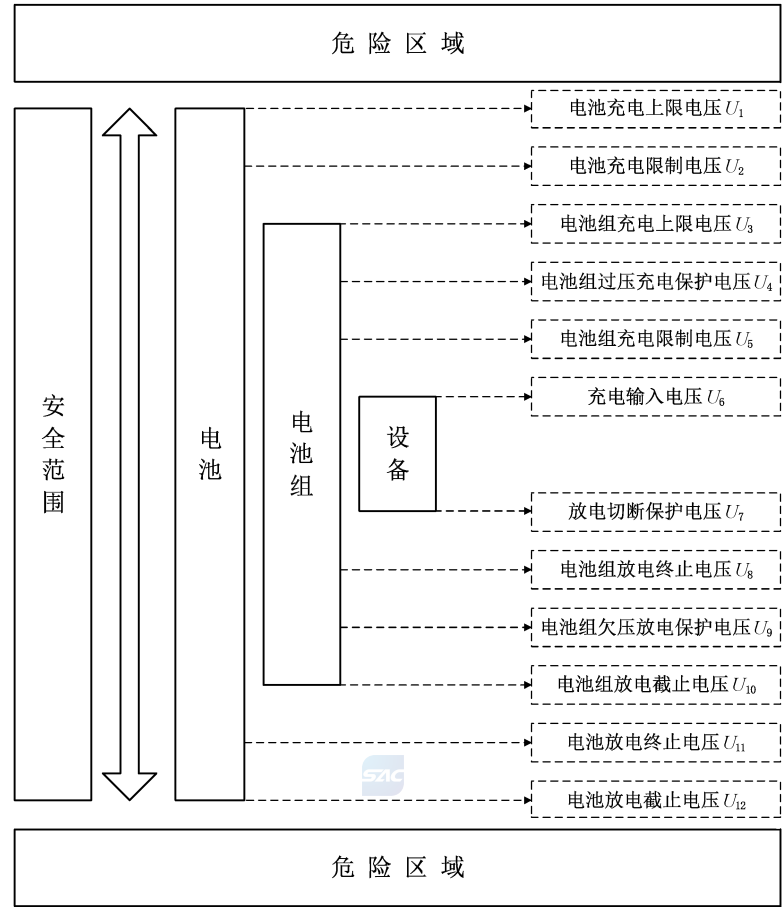 危险区域
电池充电上限电压U₁
电池充电限制电压U₂
电池组充电上限电压U₃
电池组过压充电保护电压U₄
电池组充电限制电压U₅
充电输入电压U₆
安全范围
电池
电池组
设备
放电切断保护电压U₇
电池组放电终止电压U₈
电池组欠压放电保护电压U₉
电池组放电截止电压U₁₀
电池放电终止电压U₁₁
SAC
电池放电截止电压U₁₂
危险区域